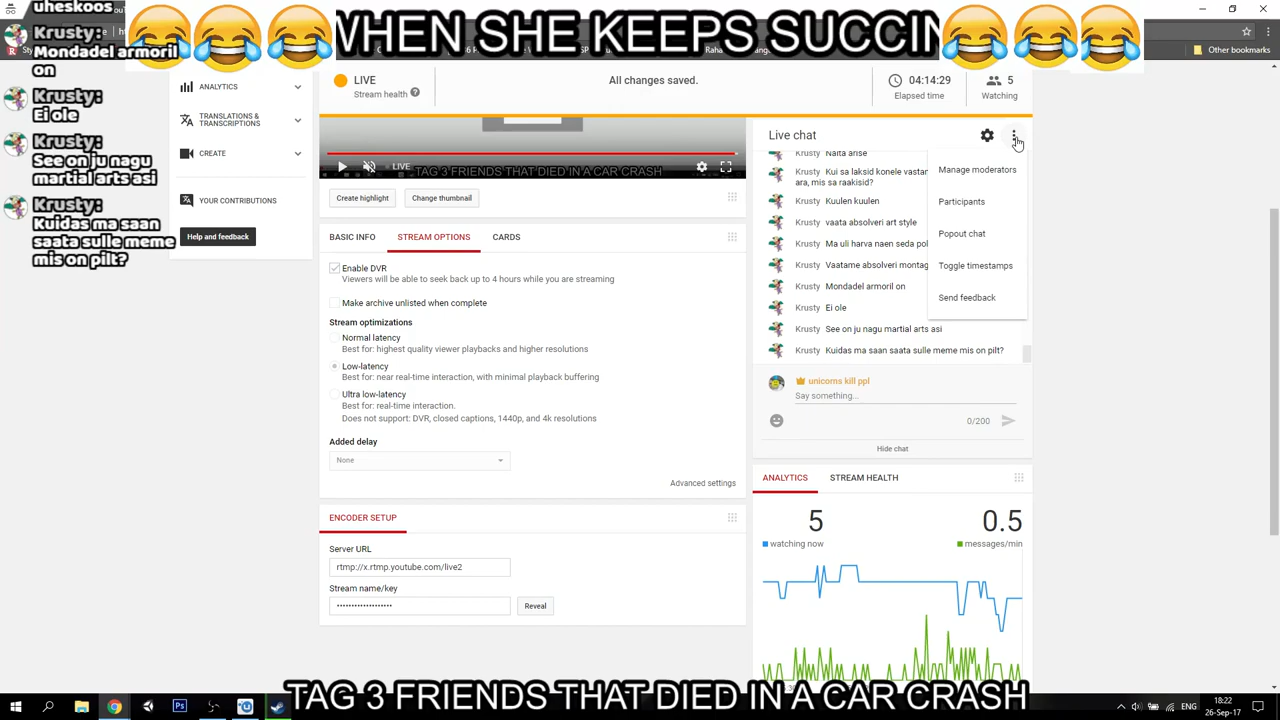 WHEN SHE KEEPS SUCCIN
uheskoos
Krusty:
Mondadel armoril
on
Krusty:
Ei ole
Krusty:
See on ju nagu
martial arts asi
Krusty:
Kuidas ma saan
saata sulle meme
mis on pilt?
Other bookmarks
ANALYTICS
TRANSLATIONS &
TRANSCRIPTIONS
CREATE
YOUR CONTRIBUTIONS
Help and feedback
LIVE
Stream health
All changes saved.
04:14:29
Elapsed time
5
Watching
LIVE
TAG 3 FRIENDS THAT DIED IN A CAR CRASH
Create highlight
Change thumbnail
BASIC INFO
STREAM OPTIONS
CARDS
Enable DVR
Viewers will be able to seek back up to 4 hours while you are streaming
Make archive unlisted when complete
Stream optimizations
Normal latency
Best for: highest quality viewer playbacks and higher resolutions
Low-latency
Best for: near real-time interaction, with minimal playback buffering
Ultra low-latency
Best for: real-time interaction.
Does not support: DVR, closed captions, 1440p, and 4k resolutions
Added delay
None
Advanced settings
ENCODER SETUP
Server URL
rtmp://x.rtmp.youtube.com/live2
Stream name/key
••••••••••••••••••
Reveal
Live chat
Krusty Naita arise
Krusty Kui sa laksid konele vastam
ara, mis sa raakisid?
Krusty Kuulen kuulen
Krusty vaata absolveri art style
Krusty Ma uli harva naen seda pol
Krusty Vaatame absolveri montag
Krusty Mondadel armoril on
Krusty Ei ole
Krusty See on ju nagu martial arts asi
Krusty Kuidas ma saan saata sulle meme mis on pilt?
Manage moderators
Participants
Popout chat
Toggle timestamps
Send feedback
unicorns kill ppl
Say something...
0/200
Hide chat
ANALYTICS
STREAM HEALTH
5
watching now
0.5
messages/min
TAG 3 FRIENDS THAT DIED IN A CAR CRASH
18:22
26-Sep-17